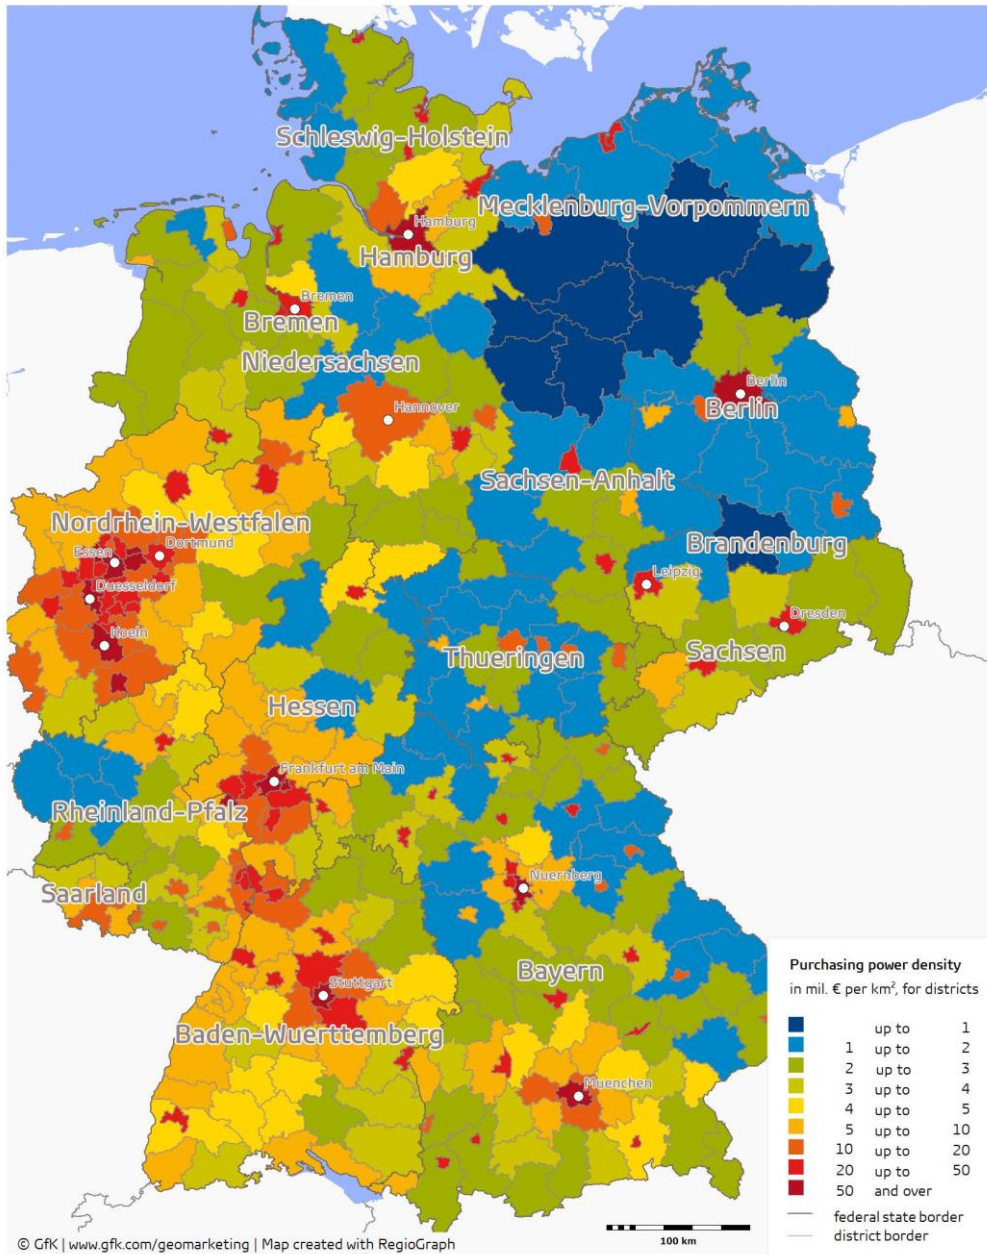 Schleswig-Holstein
Mecklenburg-Vorpommern
Hamburg
Hamburg
Bremen
Bremen
Niedersachsen
Berlin
Berlin
Hannover
Sachsen-Anhalt
Nordrhein-Westfalen
Dortmund
Essen
Brandenburg
Duesseldorf
Leipzig
Dresden
Koeln
Sachsen
Thueringen
Hessen
Frankfurt am Main
Rheinland-Pfalz
Saarland
Nuernberg
Bayern
Stuttgart
Baden-Wuerttemberg
Muenchen
Purchasing power density
in mil. € per km², for districts
up to 1
1 up to 2
2 up to 3
3 up to 4
4 up to 5
5 up to 10
10 up to 20
20 up to 50
50 and over
federal state border
district border
100 km
© GfK | www.gfk.com/geomarketing | Map created with RegioGraph